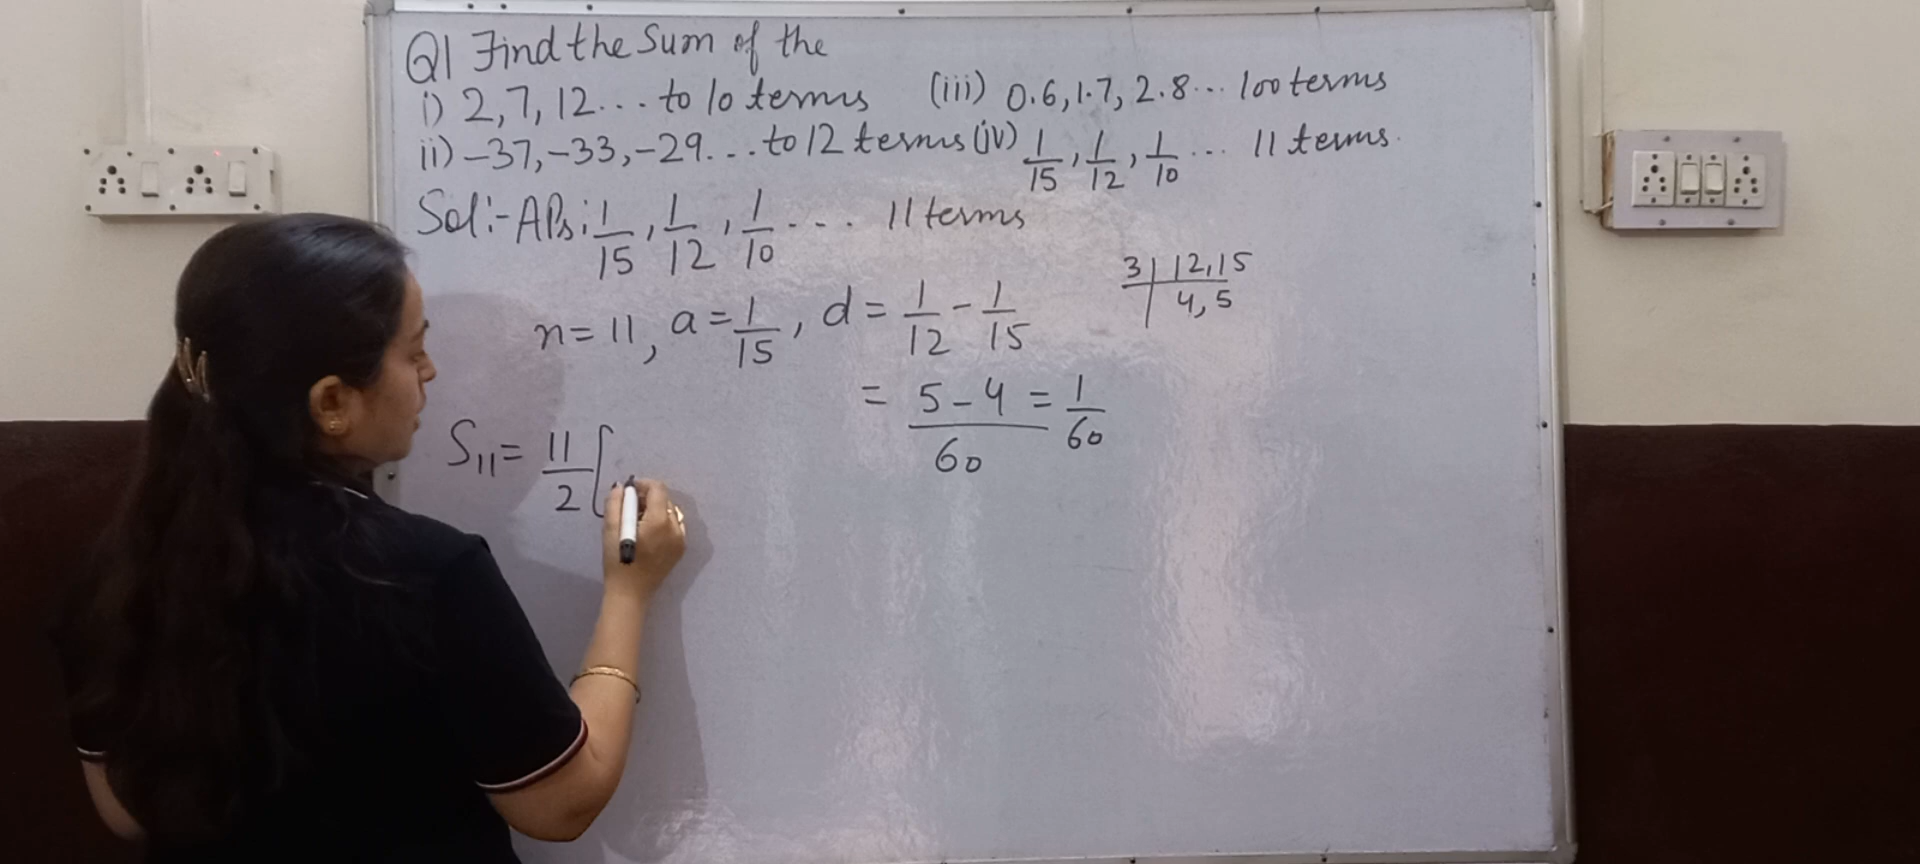 Q1 Find the Sum of the
i) 2, 7, 12... to 10 terms (iii) 0.6, 1.7, 2.8... 100 terms
ii) -37, -33, -29... to 12 terms (iv) 1/15, 1/12, 1/10... 11 terms.
Sol:- APs: 1/15, 1/12, 1/10 .... 11 terms
3 | 12, 15
4, 5
n = 11, a = 1/15, d = 1/12 - 1/15
= 5 - 4 / 60 = 1/60
S11 = 11/2 [